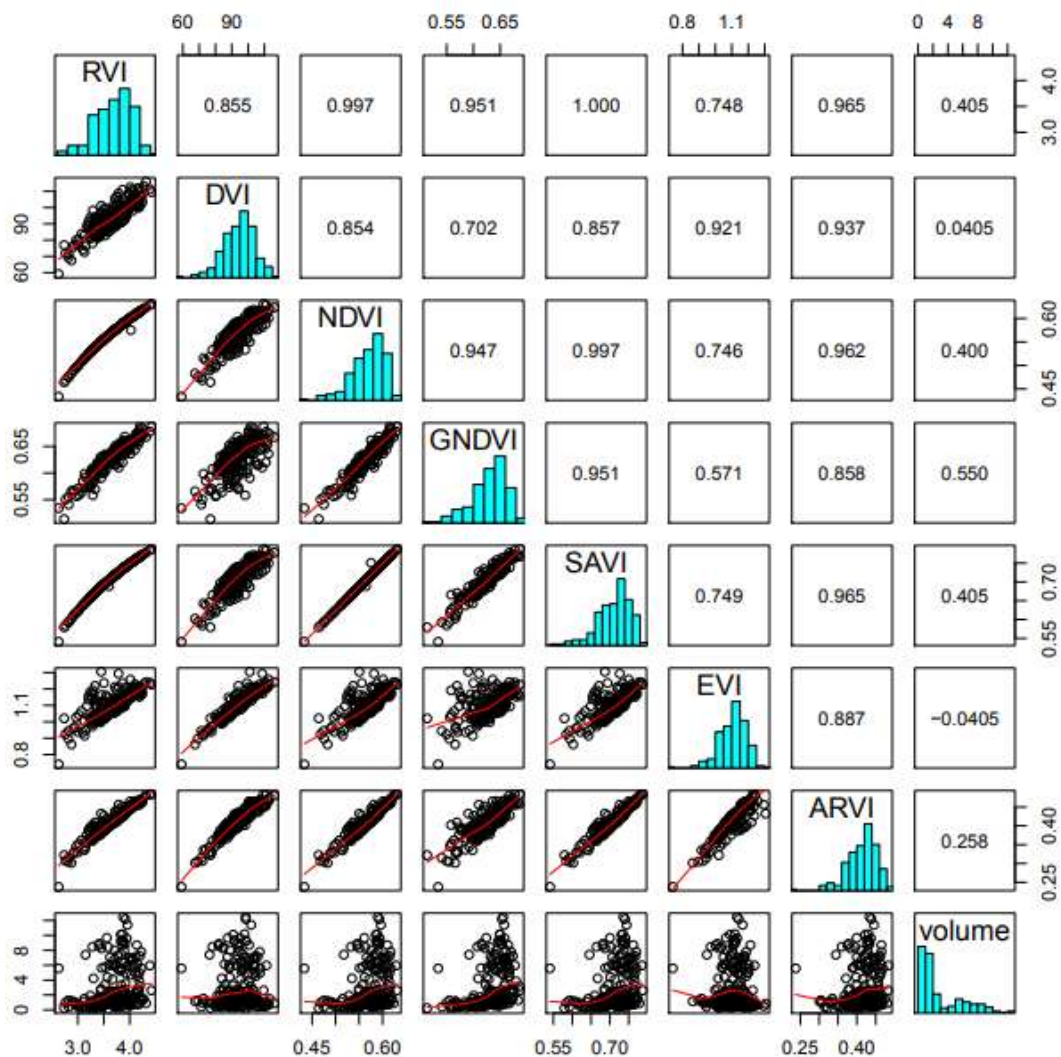 60 90 0.55 0.65 0.8 1.1 0 4 8
RVI 0.855 0.997 0.951 1.000 0.748 0.965 0.405 3.0 4.0
60 90 DVI 0.854 0.702 0.857 0.921 0.937 0.0405
NDVI 0.947 0.997 0.746 0.962 0.400 0.45 0.60
0.55 0.65 GNDVI 0.951 0.571 0.858 0.550
SAVI 0.749 0.965 0.405 0.55 0.70
0.8 1.1 EVI 0.887 −0.0405
ARVI 0.258 0.25 0.40
0 4 8 volume
3.0 4.0 0.45 0.60 0.55 0.70 0.25 0.40